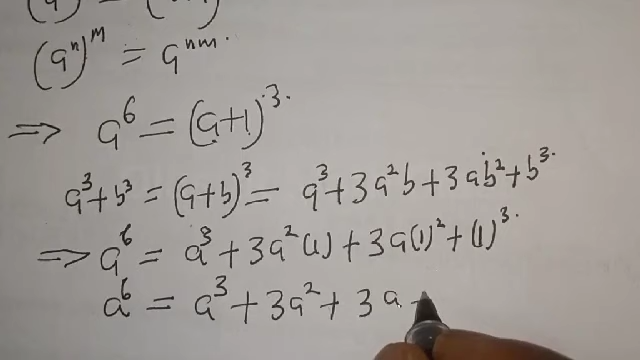 (a^n)^m = a^{nm}.
⇒ a^6 = (a+1)^3.
a^3+b^3 = (a+b)^3 = a^3+3a^2b+3ab^2+b^3.
⇒ a^6 = a^3+3a^2(1)+3a(1)^2+(1)^3.
a^6 = a^3+3a^2+3a +